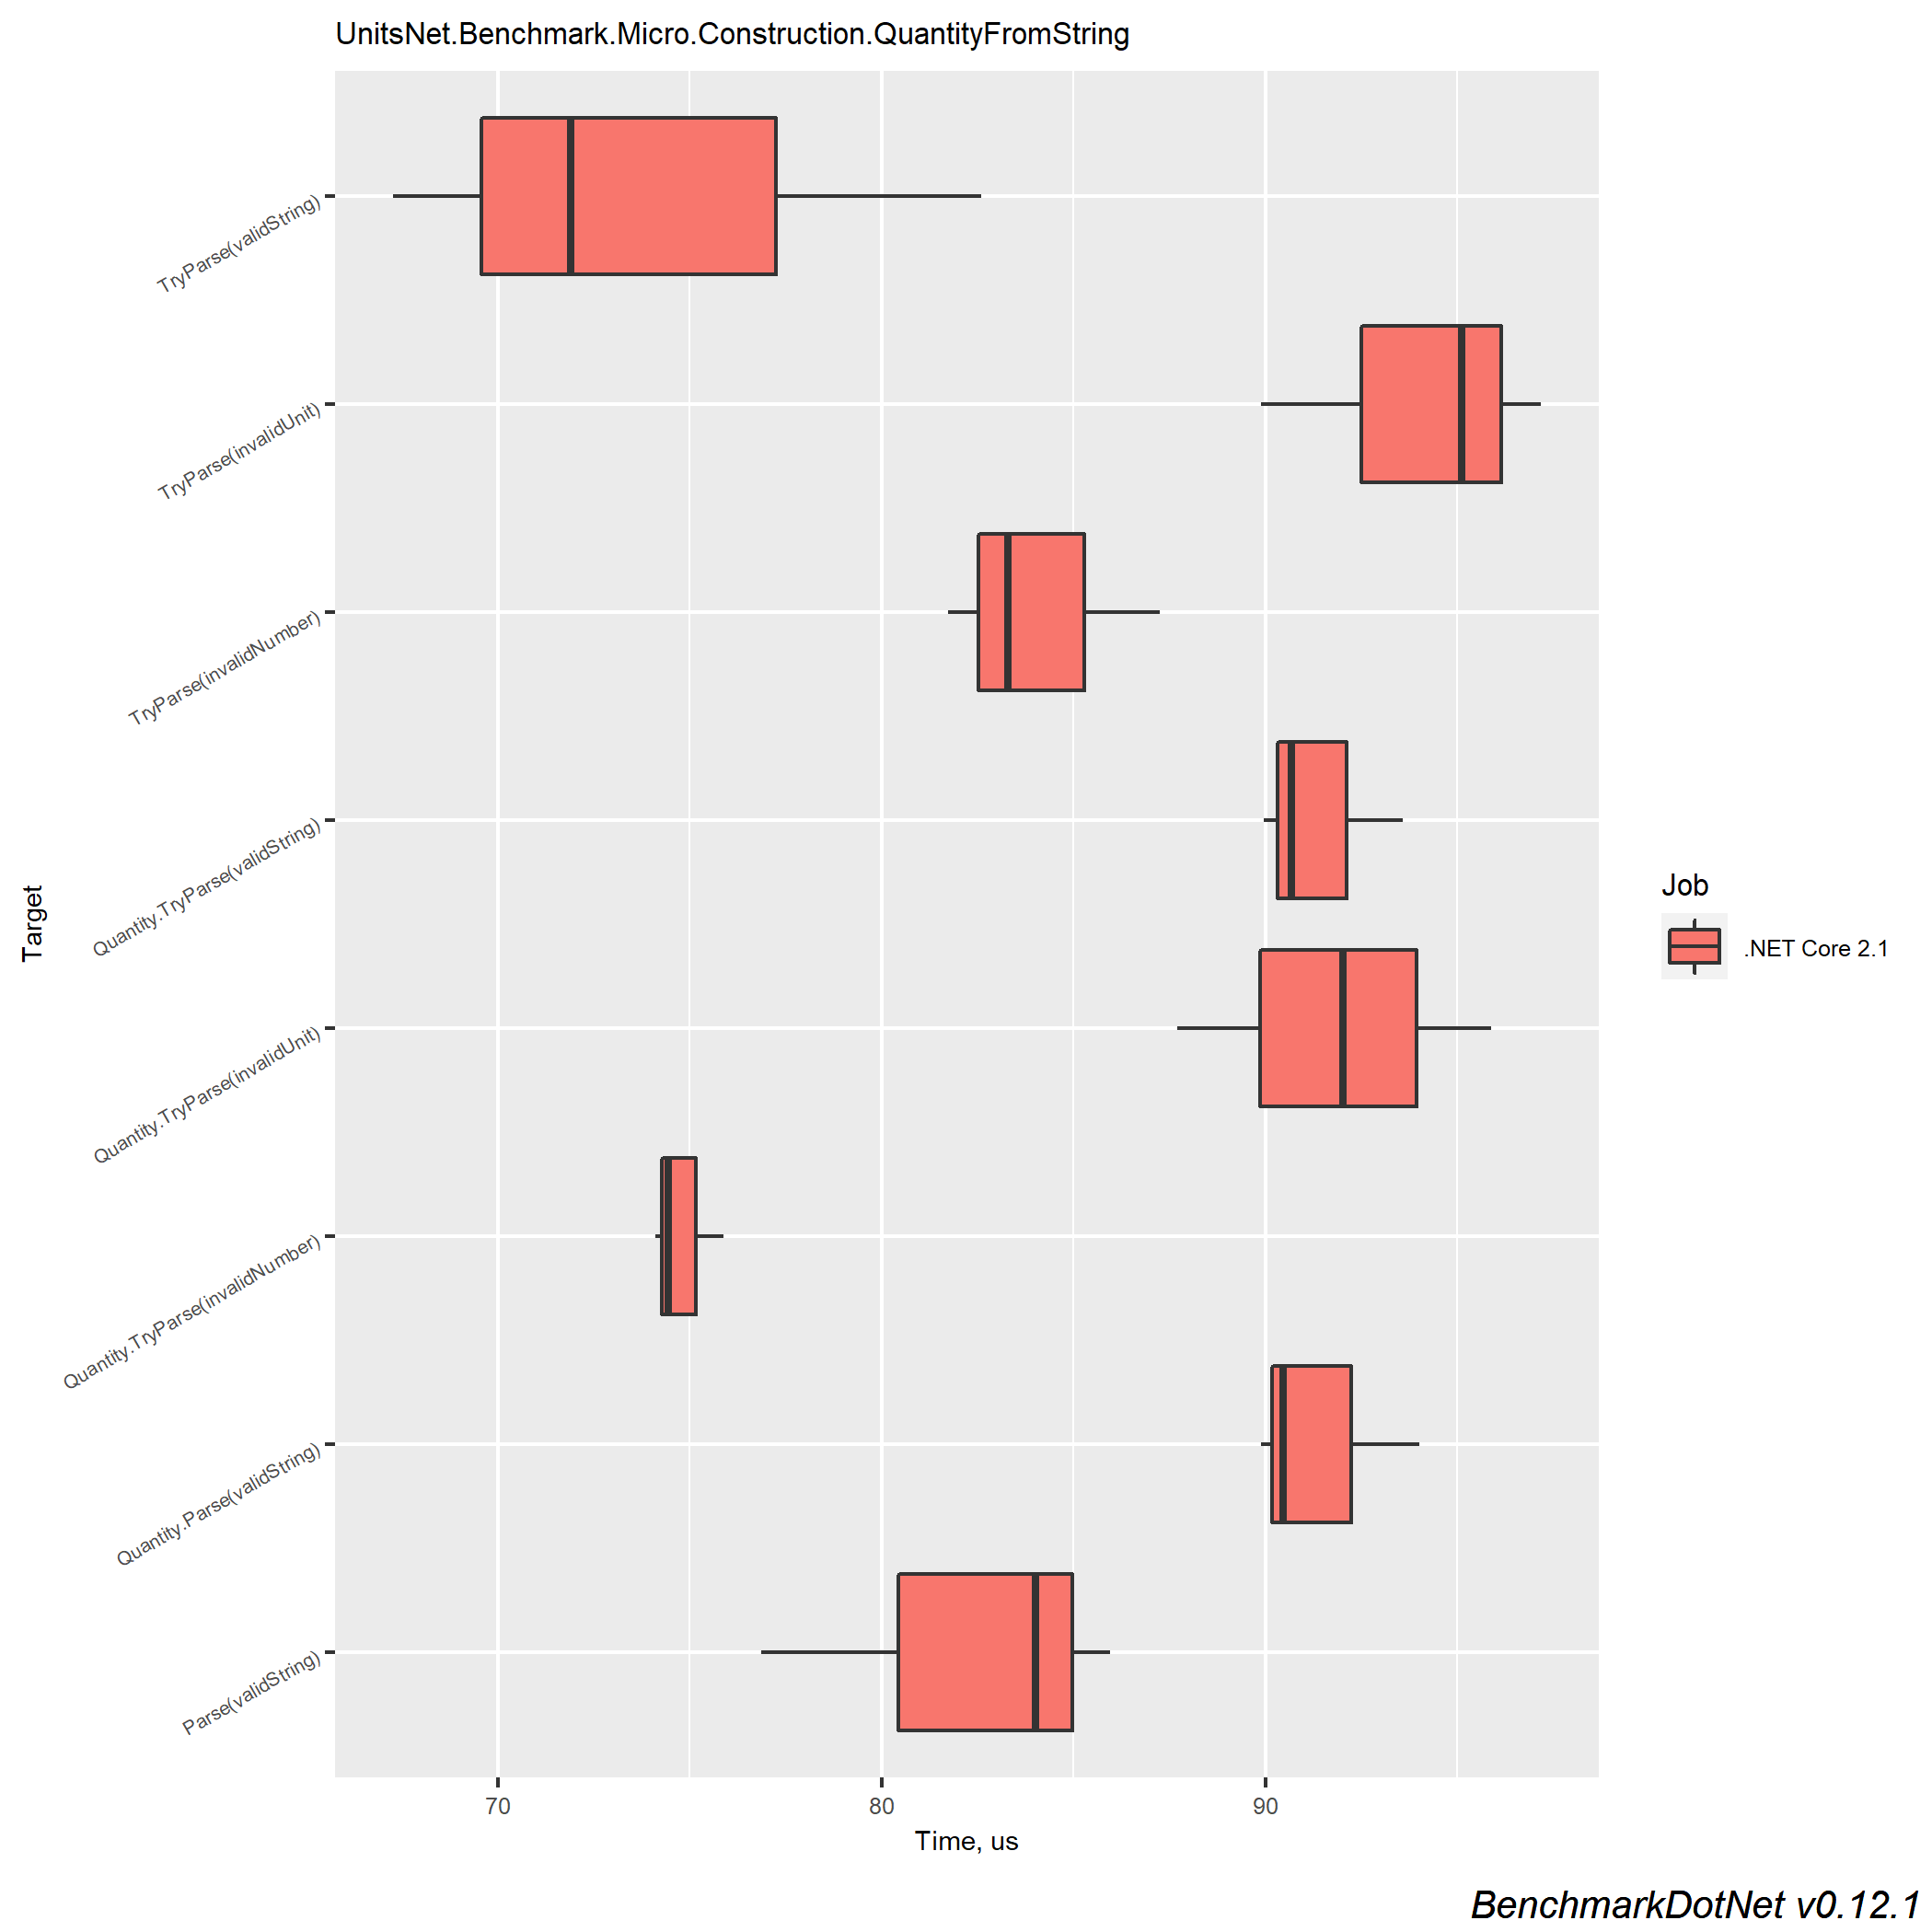 UnitsNet.Benchmark.Micro.Construction.QuantityFromString
TryParse(validString)
TryParse(invalidUnit)
TryParse(invalidNumber)
Quantity.TryParse(validString)
Quantity.TryParse(invalidUnit)
Quantity.TryParse(invalidNumber)
Quantity.Parse(validString)
Parse(validString)
Target
70 80 90
Time, us
Job
.NET Core 2.1
BenchmarkDotNet v0.12.1